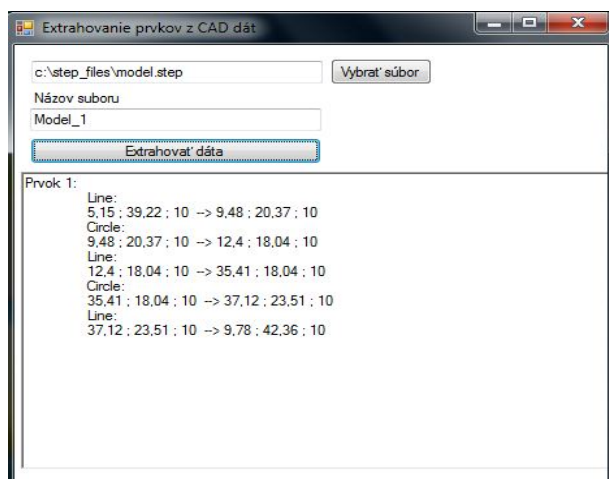 Extrahovanie prvkov z CAD dát
c:\step_files\model.step Vybrať súbor
Názov suboru
Model_1
Extrahovať dáta
Prvok 1:
Line:
5,15 ; 39,22 ; 10 --> 9,48 ; 20,37 ; 10
Circle:
9,48 ; 20,37 ; 10 --> 12,4 ; 18,04 ; 10
Line:
12,4 ; 18,04 ; 10 --> 35,41 ; 18,04 ; 10
Circle:
35,41 ; 18,04 ; 10 --> 37,12 ; 23,51 ; 10
Line:
37,12 ; 23,51 ; 10 --> 9,78 ; 42,36 ; 10